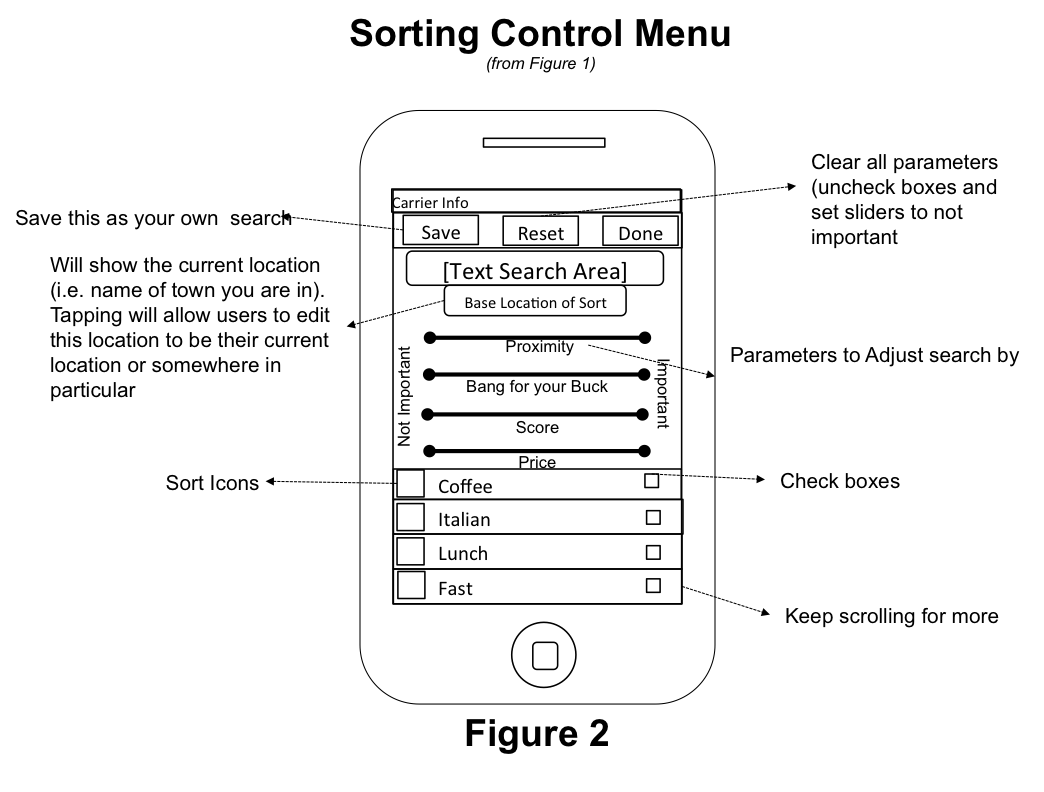 Sorting Control Menu
(from Figure 1)
Clear all parameters
(uncheck boxes and
set sliders to not
important
Carrier Info
Save this as your own  search
Save
Reset
Done
Will show the current location
(i.e. name of town you are in).
Tapping will allow users to edit
this location to be their current
location or somewhere in
particular
[Text Search Area]
Base Location of Sort
Not Important
Proximity
Bang for your Buck
Score
Price
Important
Parameters to Adjust search by
Sort Icons
Coffee
Check boxes
Italian
Lunch
Fast
Keep scrolling for more
Figure 2